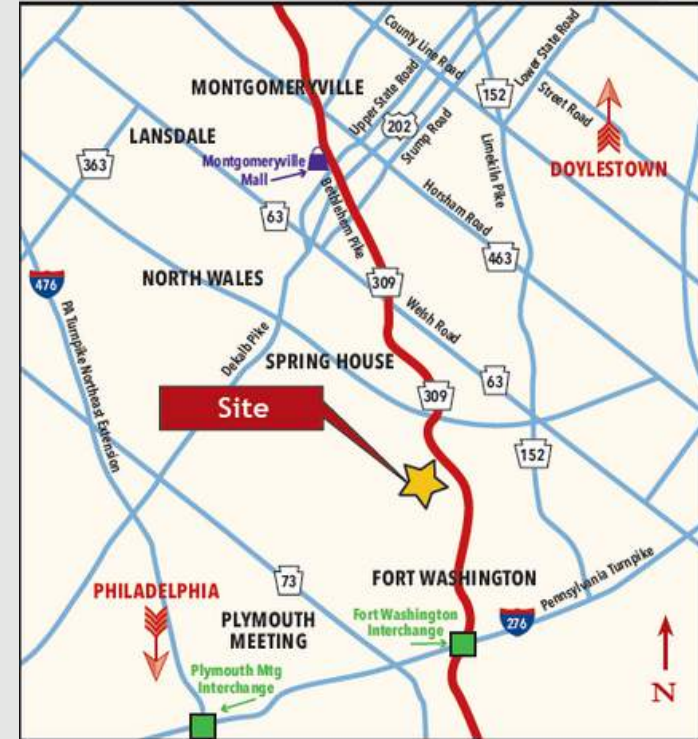 County Line Road
Lower State Road
MONTGOMERYVILLE
Upper State Road
152
Street Road
202
Stump Road
LANSDALE
Limekiln Pike
363
Montgomeryville
Mall
DOYLESTOWN
Bethlehem Pike
Horsham Road
63
463
NORTH WALES
309
476
Welsh Road
PA Turnpike Northeast Extension
Dekalb Pike
SPRING HOUSE
63
309
Site
152
73
FORT WASHINGTON
Pennsylvania Turnpike
PHILADELPHIA
PLYMOUTH
MEETING
Fort Washington
Interchange
276
Plymouth Mtg
Interchange
N